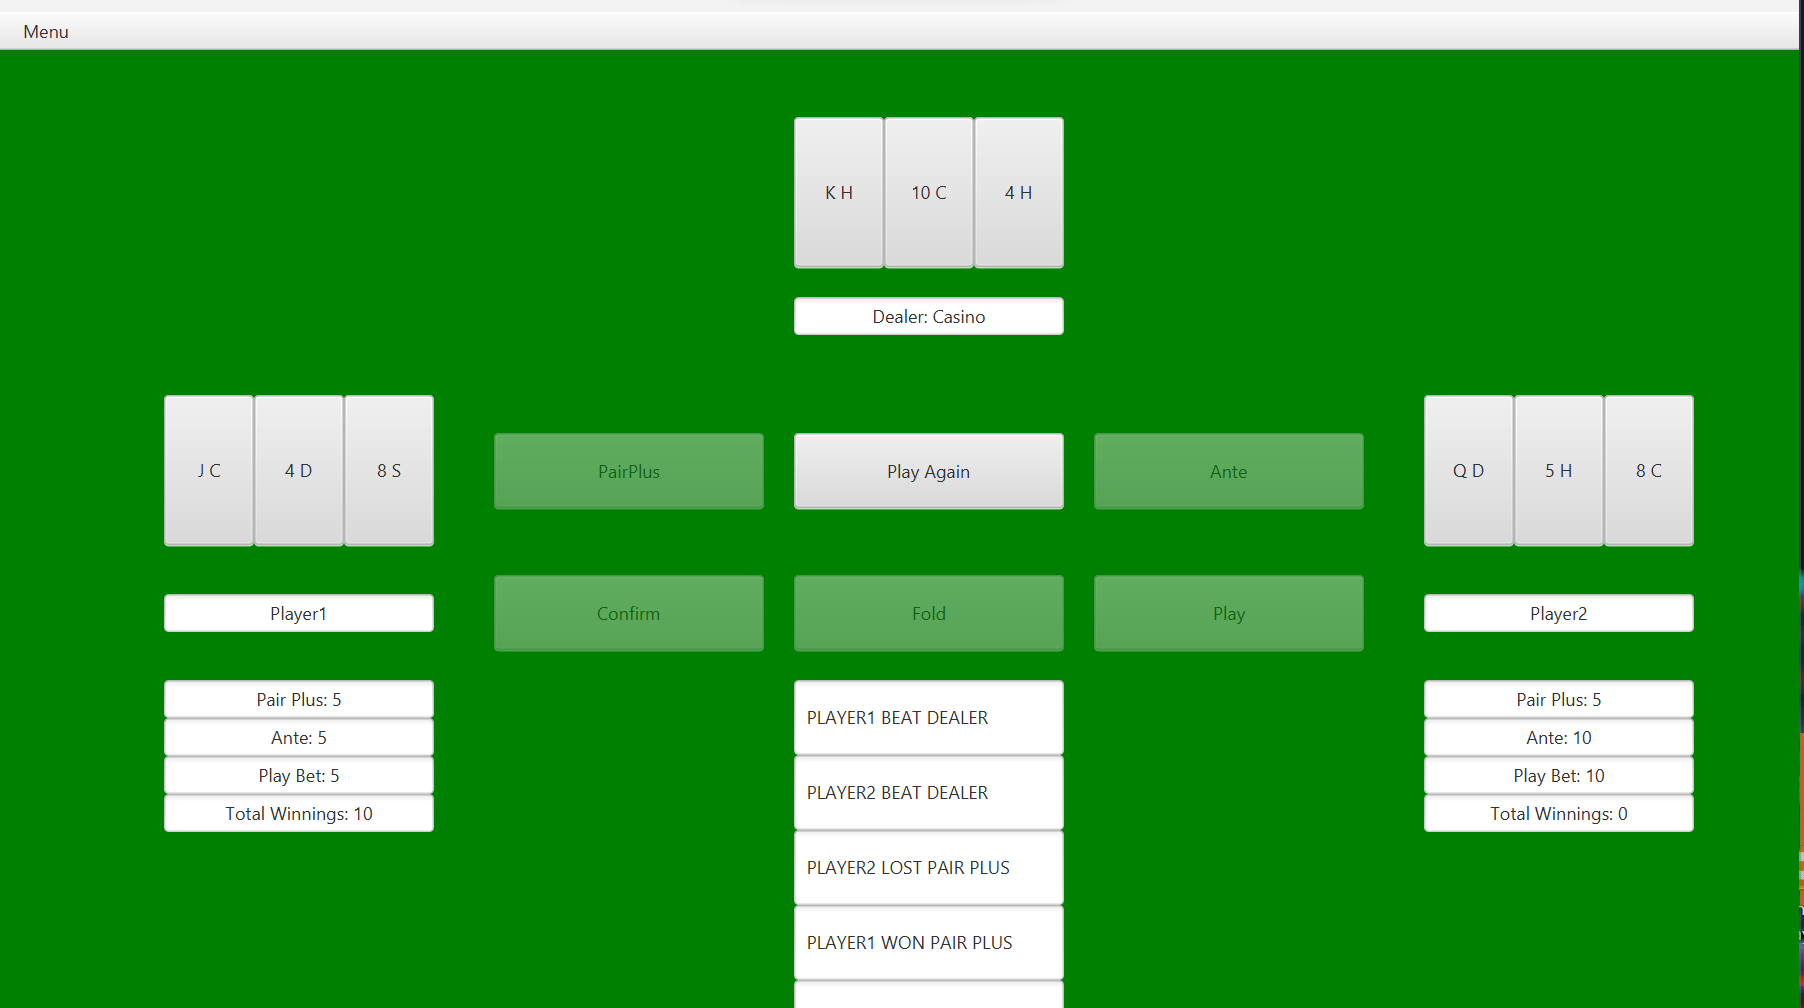 Menu
K H
10 C
4 H
Dealer: Casino
J C
4 D
8 S
PairPlus
Play Again
Ante
Q D
5 H
8 C
Player1
Confirm
Fold
Play
Player2
Pair Plus: 5
Ante: 5
Play Bet: 5
Total Winnings: 10
PLAYER1 BEAT DEALER
PLAYER2 BEAT DEALER
PLAYER2 LOST PAIR PLUS
PLAYER1 WON PAIR PLUS
Pair Plus: 5
Ante: 10
Play Bet: 10
Total Winnings: 0